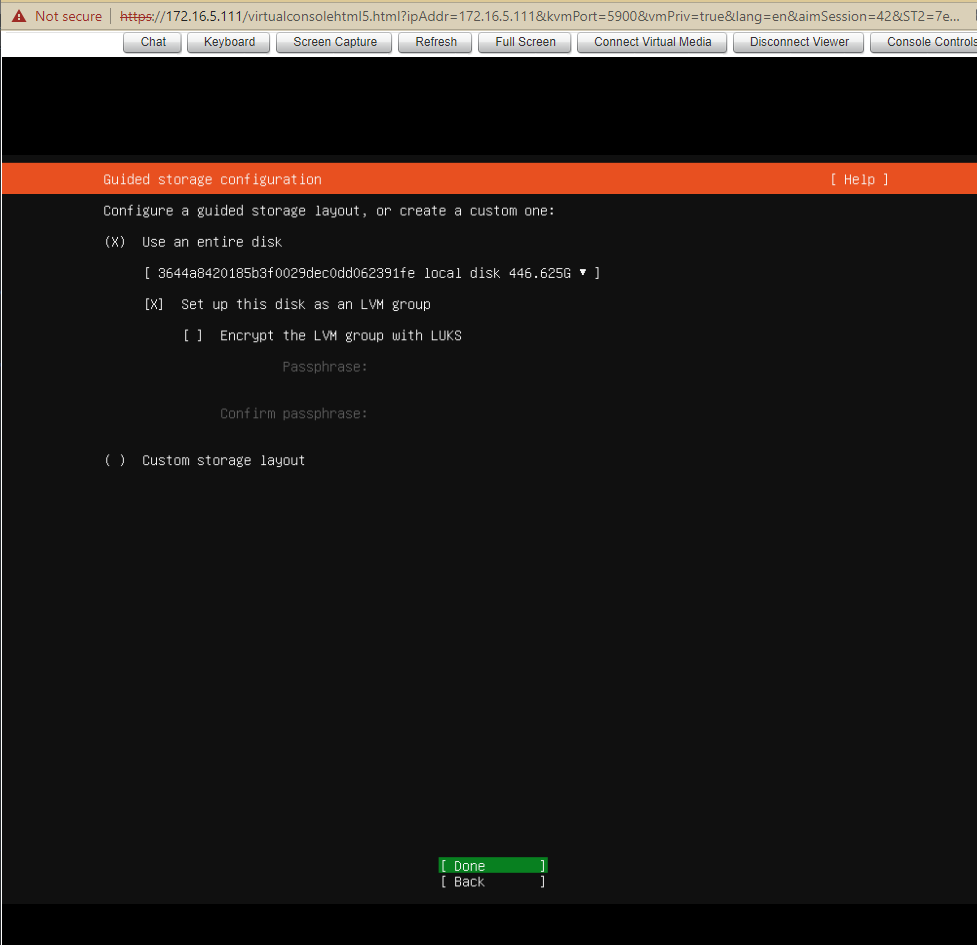 Not secure | https://172.16.5.111/virtualconsolehtml5.html?ipAddr=172.16.5.111&kvmPort=5900&vmPriv=true&lang=en&aimSession=42&ST2=7e...
Chat Keyboard Screen Capture Refresh Full Screen Connect Virtual Media Disconnect Viewer Console Controls
Guided storage configuration [ Help ]
Configure a guided storage layout, or create a custom one:
(X) Use an entire disk
[ 3644a8420185b3f0029dec0dd062391fe local disk 446.625G ▾ ]
[X] Set up this disk as an LVM group
[ ] Encrypt the LVM group with LUKS
Passphrase:
Confirm passphrase:
( ) Custom storage layout
[ Done ]
[ Back ]